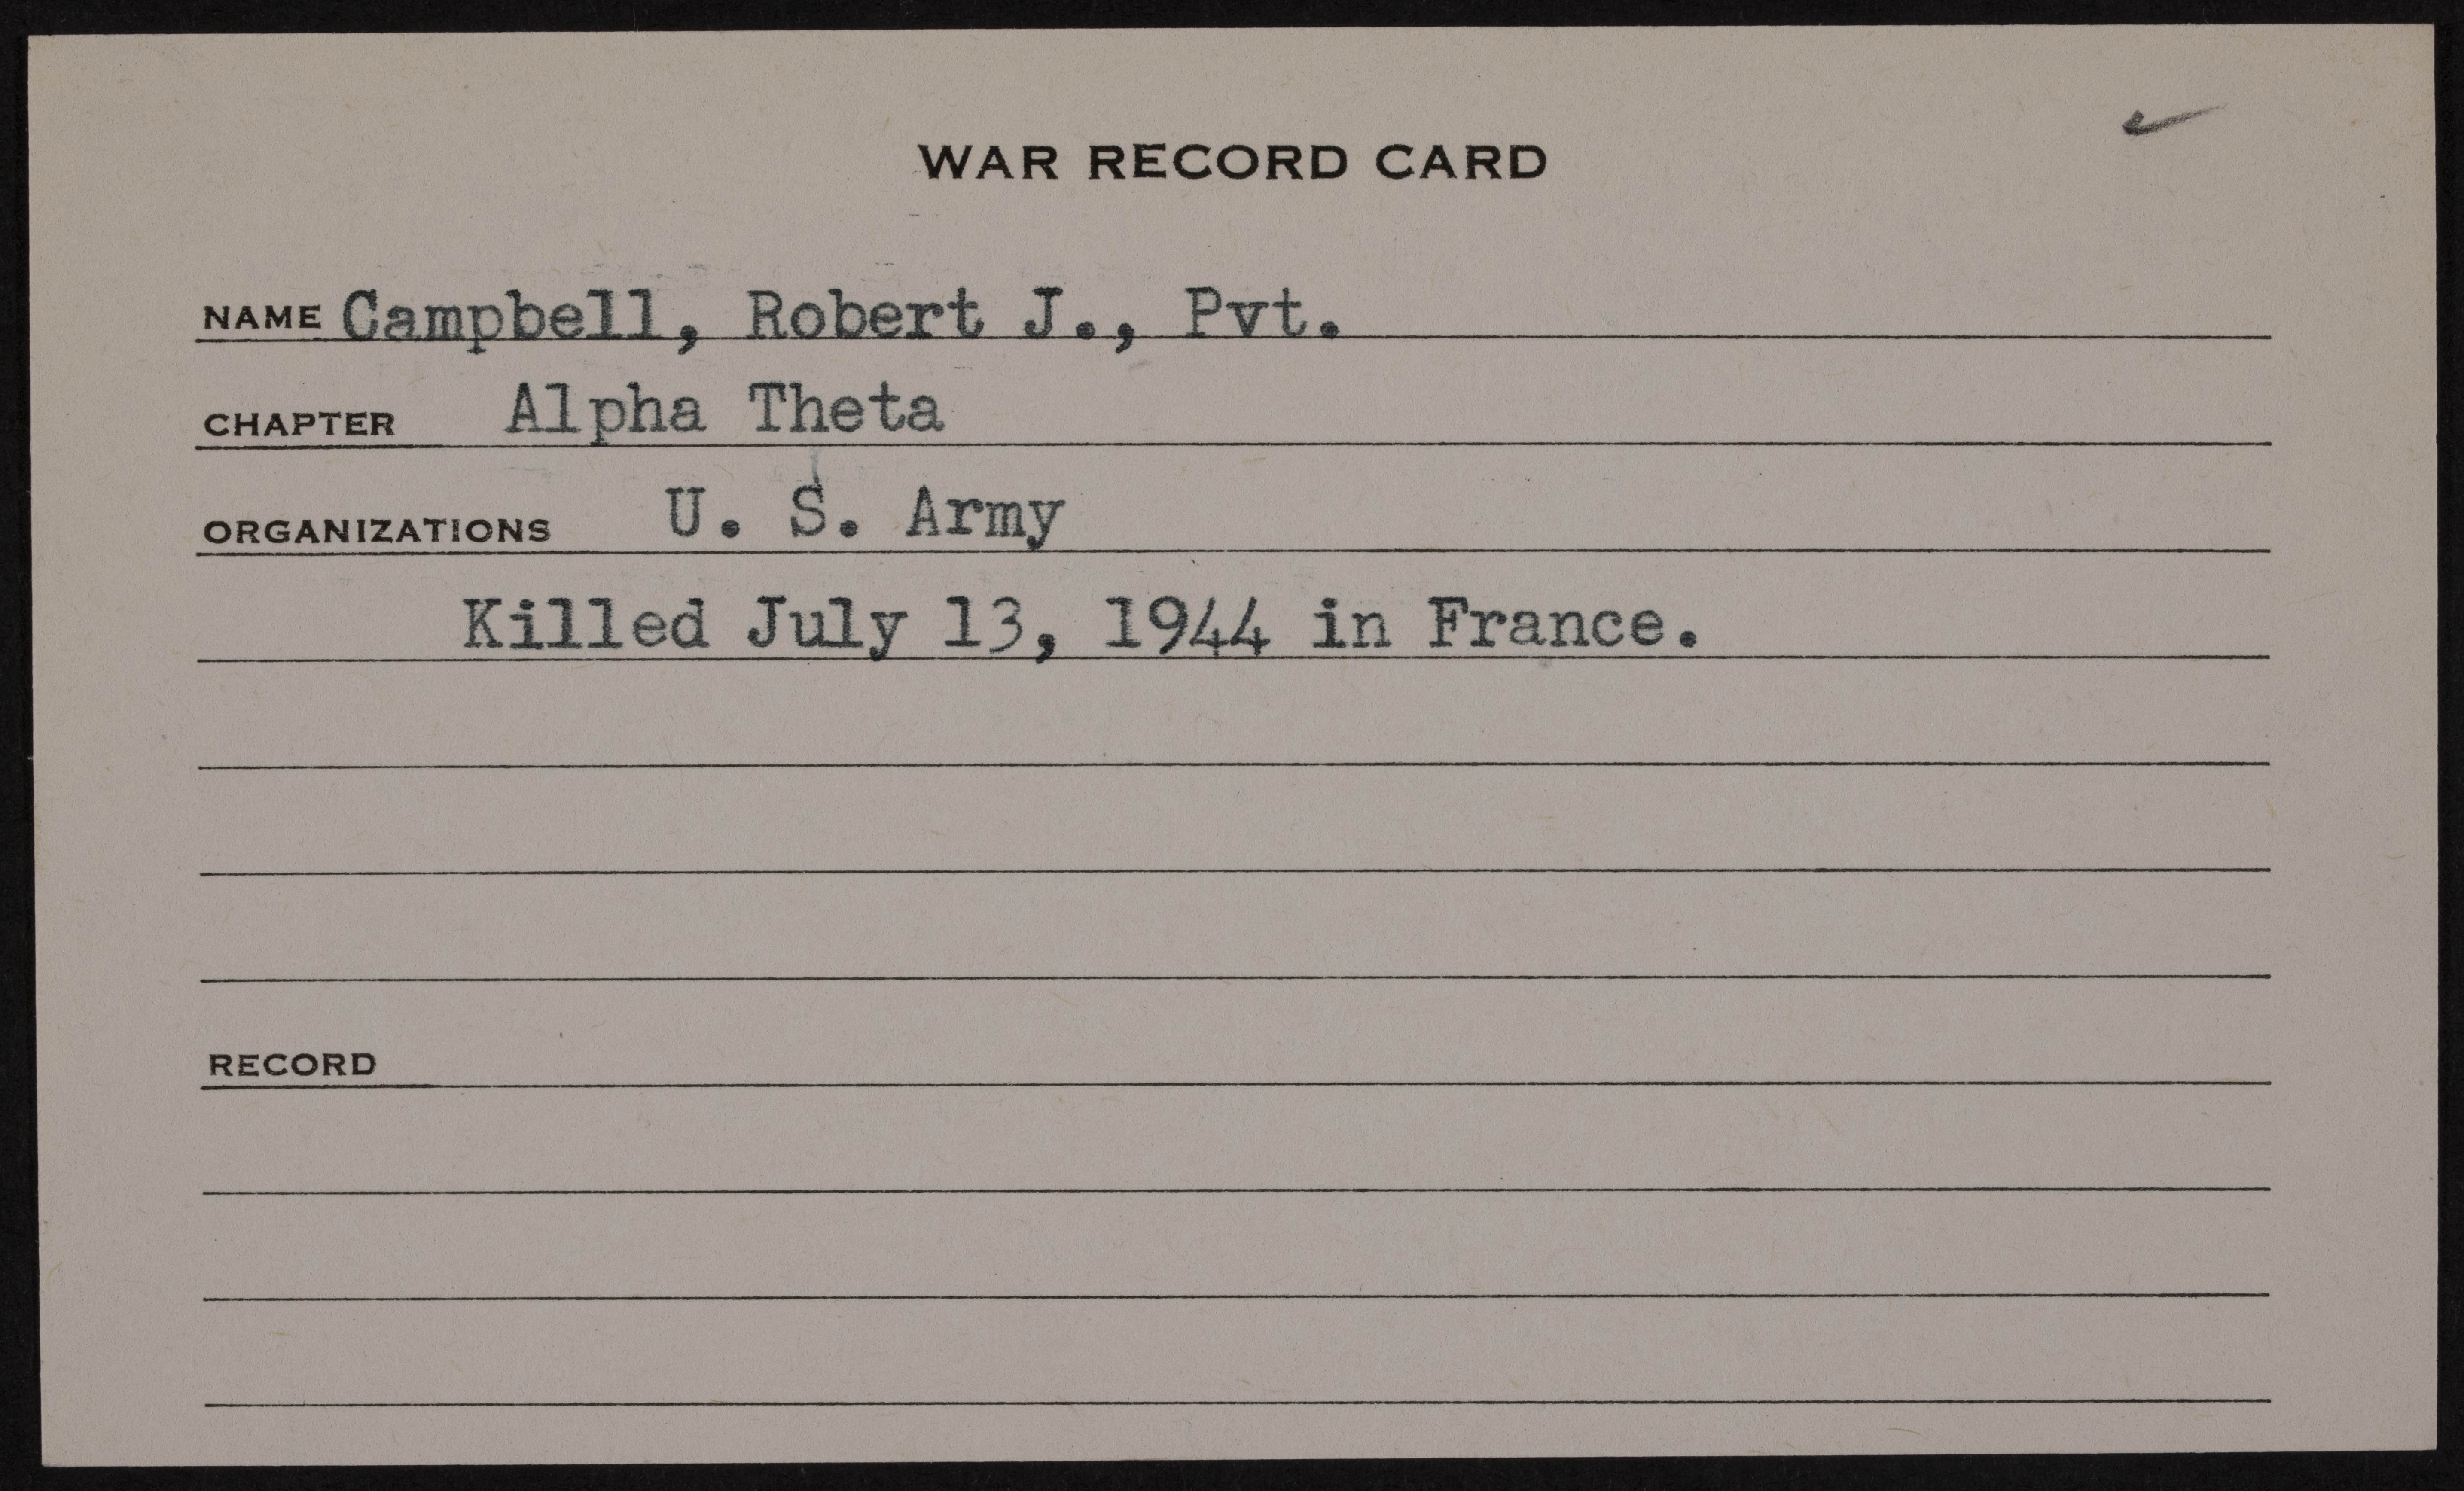 WAR RECORD CARD
NAME Campbell, Robert J., Pvt.
CHAPTER Alpha Theta
ORGANIZATIONS U. S. Army
Killed July 13, 1944 in France.
RECORD